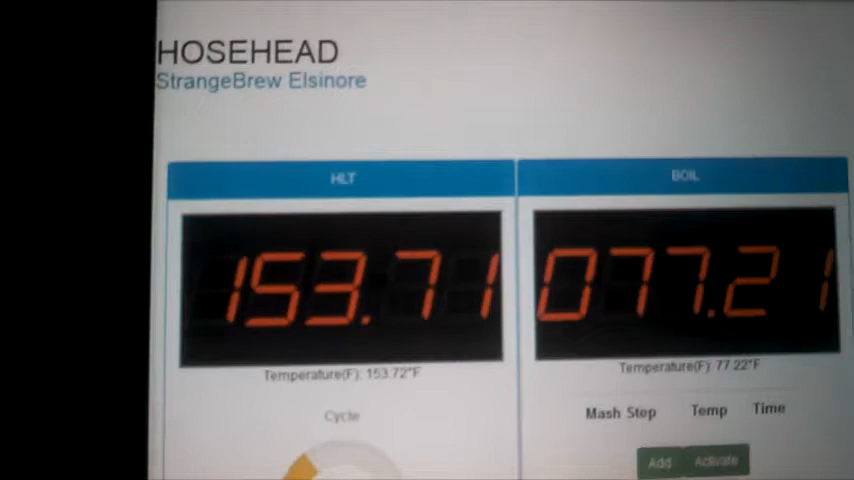 HOSEHEAD
StrangeBrew Elsinore
HLT
BOIL
153.71
077.21
Temperature(F): 153.72°F
Temperature(F): 77.22°F
Cycle
Mash Step Temp Time
Add Activate